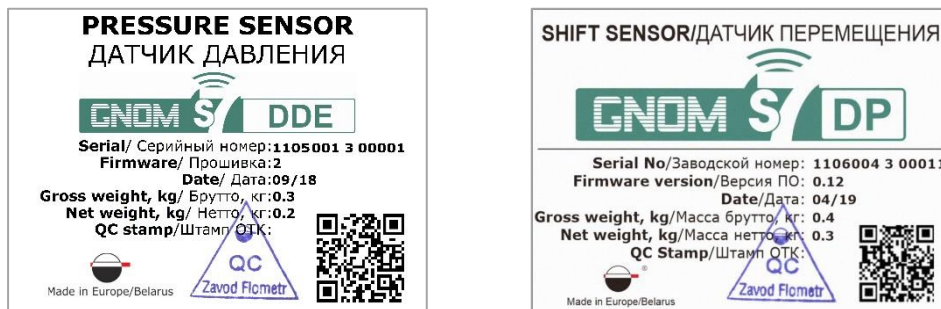 PRESSURE SENSOR
ДАТЧИК ДАВЛЕНИЯ
GNOM S7 DDE
Serial/ Серийный номер:1105001 3 00001
Firmware/ Прошивка:2
Date/ Дата:09/18
Gross weight, kg/ Брутто, кг:0.3
Net weight, kg/ Нетто, кг:0.2
QC stamp/Штамп ОТК:
QC
Zavod Flometr
Made in Europe/Belarus
SHIFT SENSOR/ДАТЧИК ПЕРЕМЕЩЕНИЯ
GNOM S7 DP
Serial No/Заводской номер: 1106004 3 00011
Firmware version/Версия ПО: 0.12
Date/Дата: 04/19
Gross weight, kg/Масса брутто, кг: 0.4
Net weight, kg/Масса нетто, кг: 0.3
QC Stamp/Штамп ОТК:
QC
Zavod Flometr
®
Made in Europe/Belarus